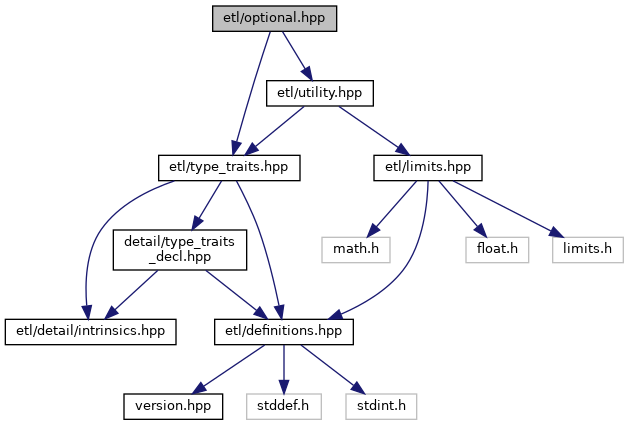 etl/optional.hpp
etl/utility.hpp
etl/type_traits.hpp
etl/limits.hpp
detail/type_traits
_decl.hpp
math.h
float.h
limits.h
etl/detail/intrinsics.hpp
etl/definitions.hpp
version.hpp
stddef.h
stdint.h